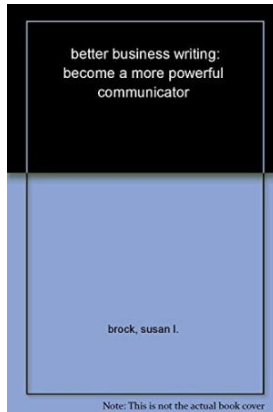 better business writing:
become a more powerful
communicator
brock, susan l.
Note: This is not the actual book cover